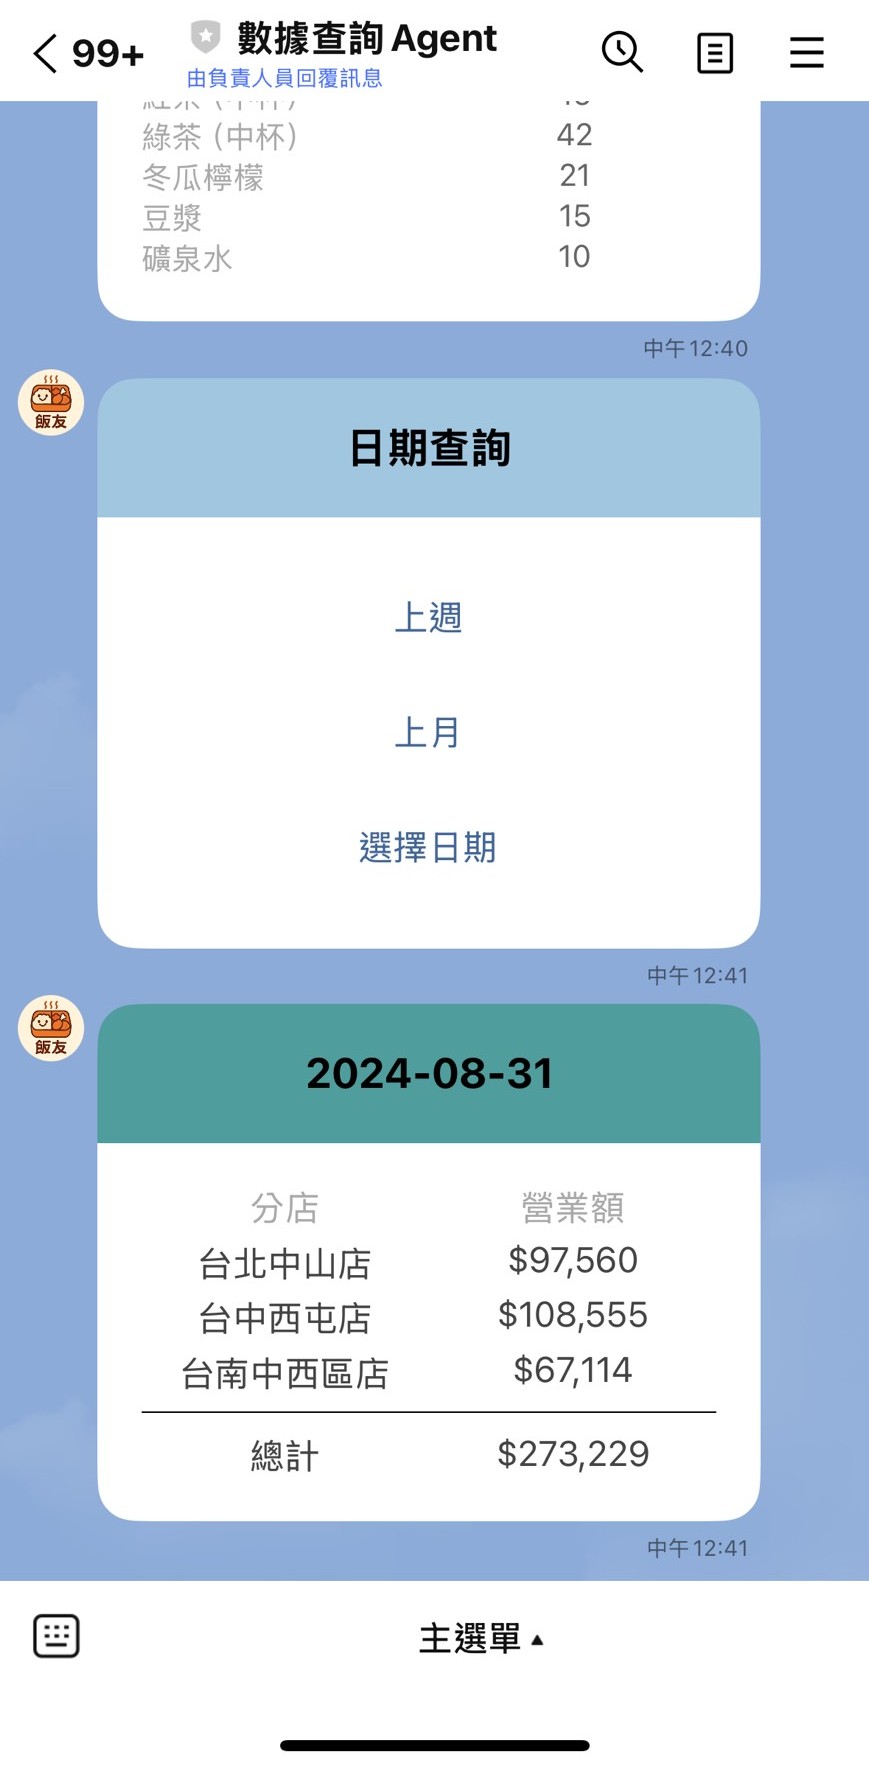 99+
數據查詢 Agent
由負責人員回覆訊息
綠茶 (中杯) 42
冬瓜檸檬 21
豆漿 15
礦泉水 10
中午 12:40
飯友
日期查詢
上週
上月
選擇日期
中午 12:41
飯友
2024-08-31
分店 營業額
台北中山店 $97,560
台中西屯店 $108,555
台南中西區店 $67,114
總計 $273,229
中午 12:41
主選單 ▲